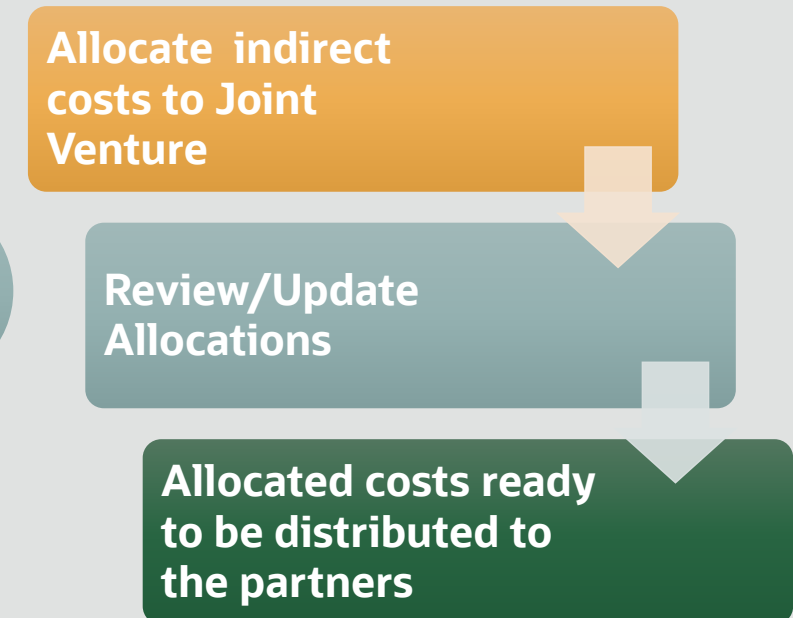 Allocate  indirect
costs to Joint
Venture
Review/Update
Allocations
Allocated costs ready
to be distributed to
the partners